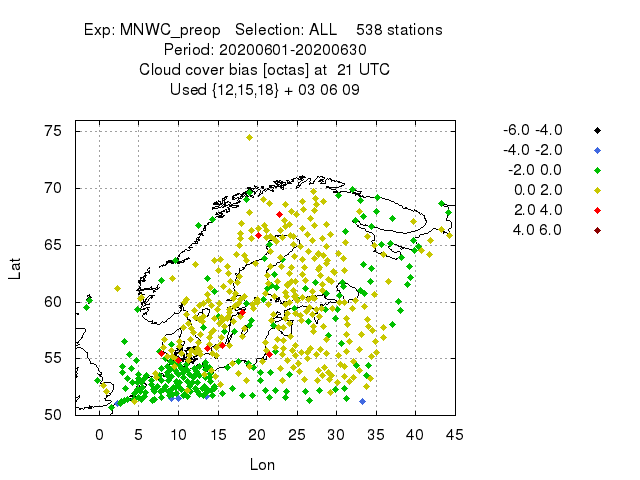 Exp: MNWC_preop   Selection: ALL    538 stations
Period: 20200601-20200630
Cloud cover bias [octas] at  21 UTC
Used {12,15,18} + 03 06 09
-6.0 -4.0
-4.0 -2.0
-2.0 0.0
0.0 2.0
2.0 4.0
4.0 6.0
75
70
65
60
55
50
Lat
0 5 10 15 20 25 30 35 40 45
Lon